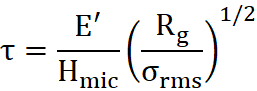 τ = E′/H_mic (R_g/σ_rms)^1/2